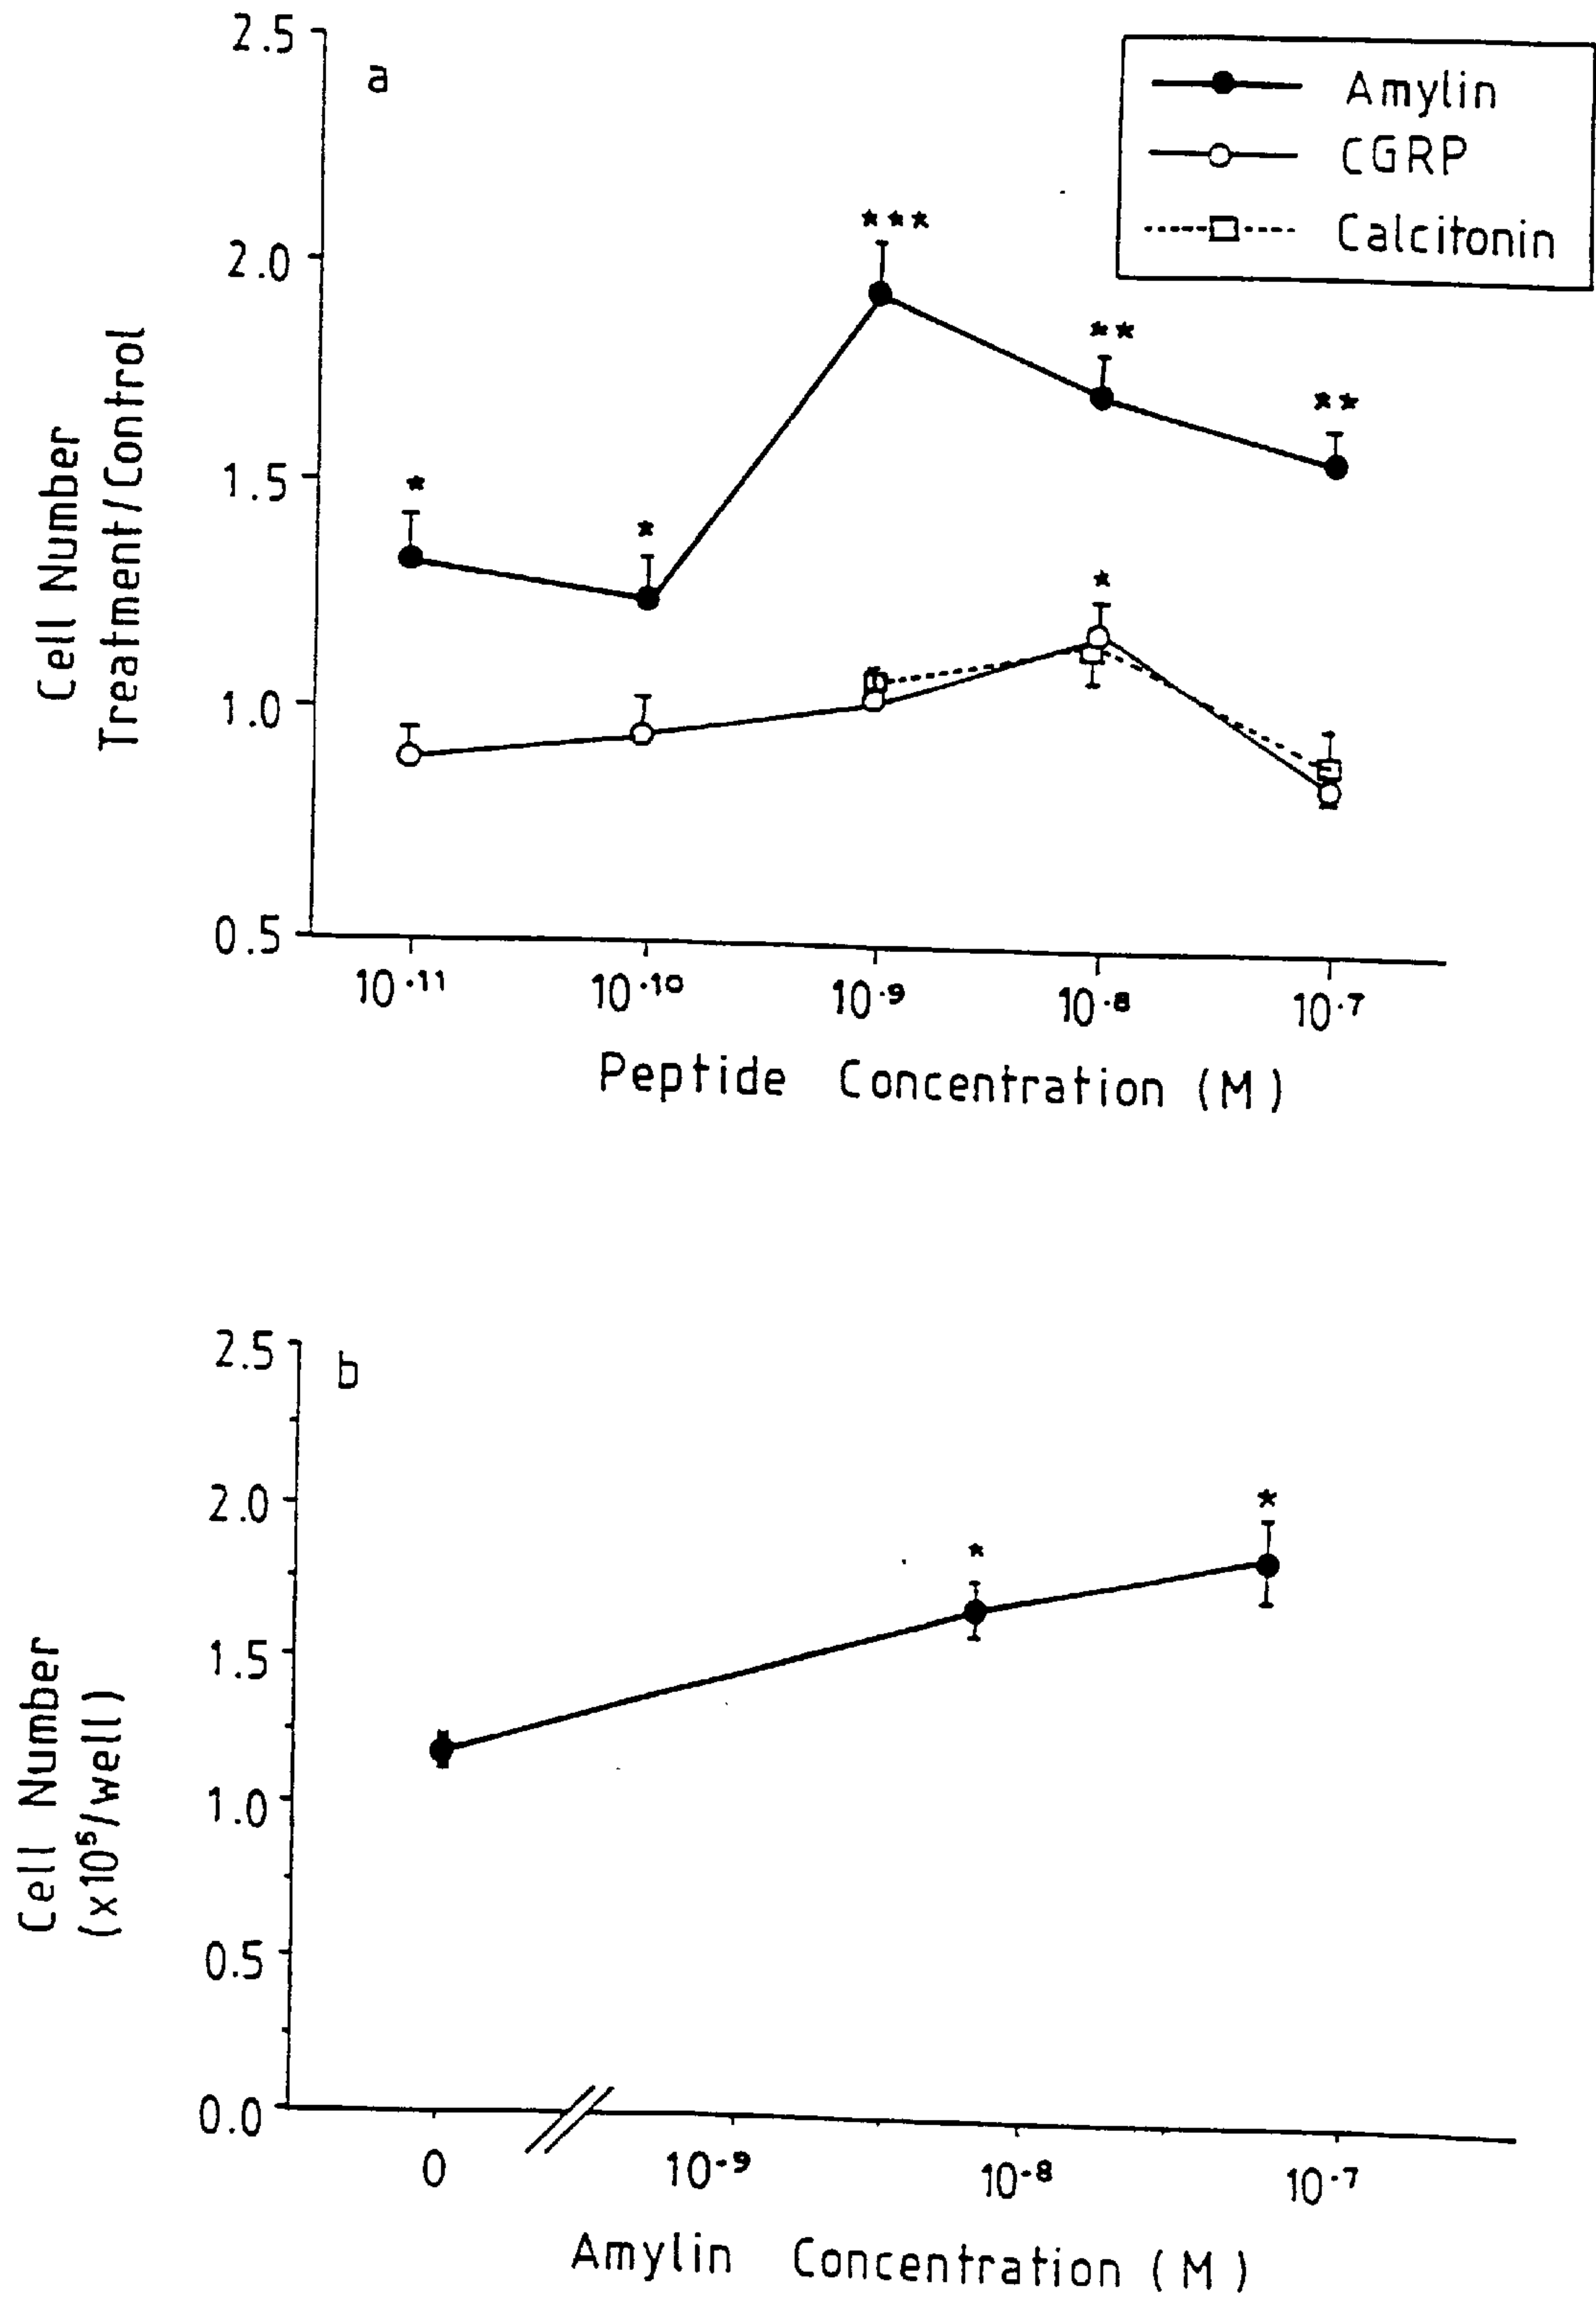 2.5
a
Amylin
CGRP
Calcitonin
***
2.0
**
**
1.5
*
*
*
1.0
0.5
10-11
10-10
10-9
10-8
10-7
Cell Number
Treatment/Control
Peptide Concentration (M)
2.5
b
2.0
*
*
1.5
1.0
0.5
0.0
0
10-9
10-8
10-7
Cell Number
(x10⁵/well)
Amylin Concentration (M)